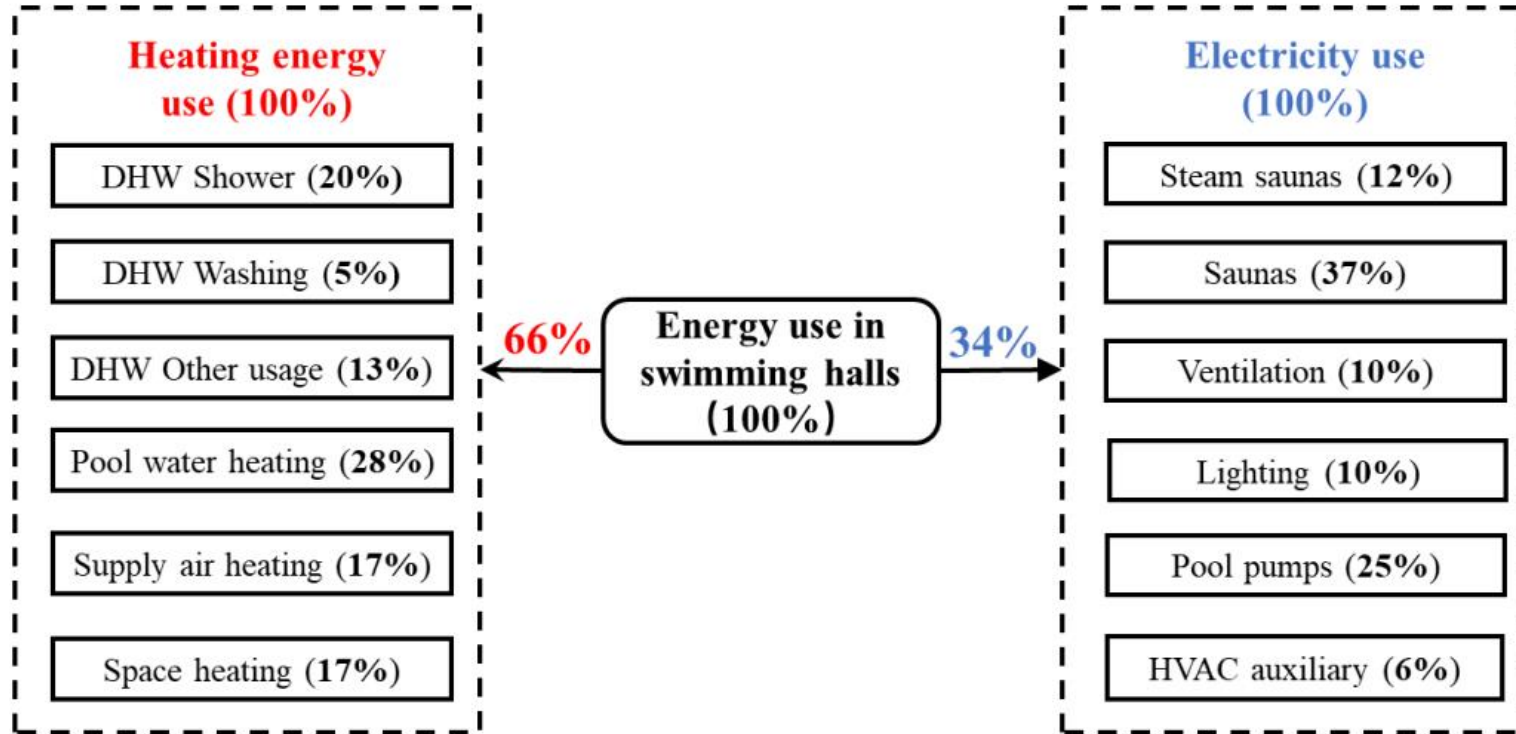 Heating energy
use (100%)
DHW Shower (20%)
DHW Washing (5%)
DHW Other usage (13%)
Pool water heating (28%)
Supply air heating (17%)
Space heating (17%)
66%
Energy use in
swimming halls
(100%)
34%
Electricity use
(100%)
Steam saunas (12%)
Saunas (37%)
Ventilation (10%)
Lighting (10%)
Pool pumps (25%)
HVAC auxiliary (6%)